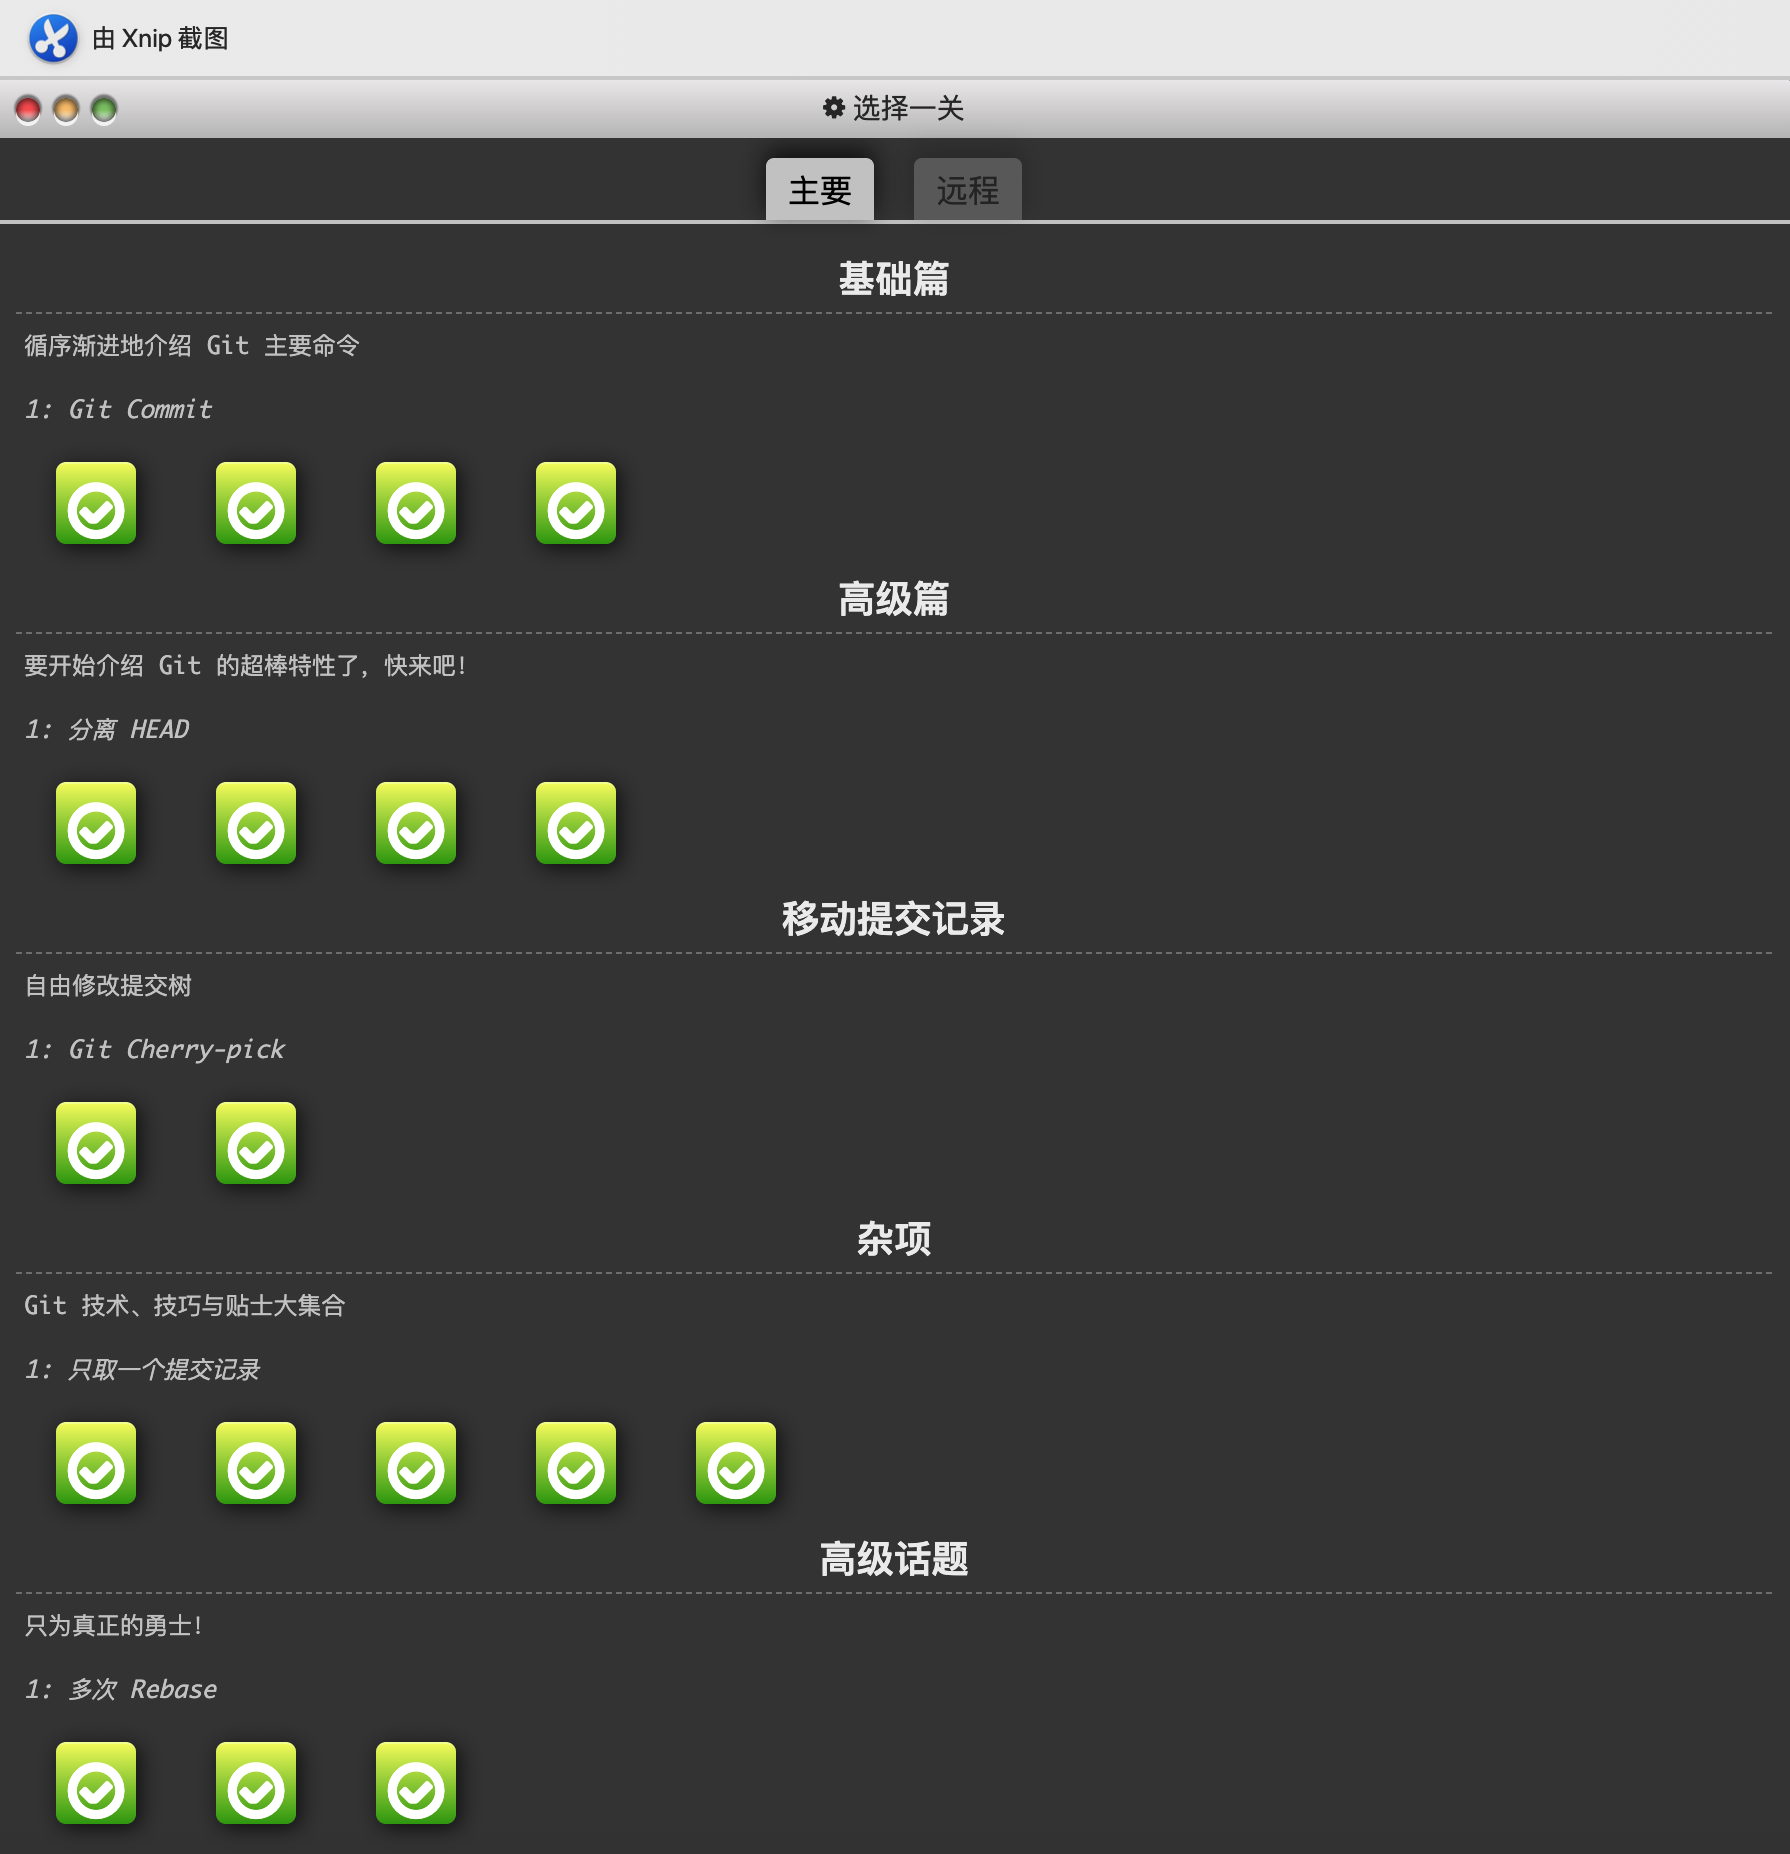 由 Xnip 截图
选择一关
主要
远程
基础篇
循序渐进地介绍 Git 主要命令
1: Git Commit
高级篇
要开始介绍 Git 的超棒特性了，快来吧！
1: 分离 HEAD
移动提交记录
自由修改提交树
1: Git Cherry-pick
杂项
Git 技术、技巧与贴士大集合
1: 只取一个提交记录
高级话题
只为真正的勇士！
1: 多次 Rebase